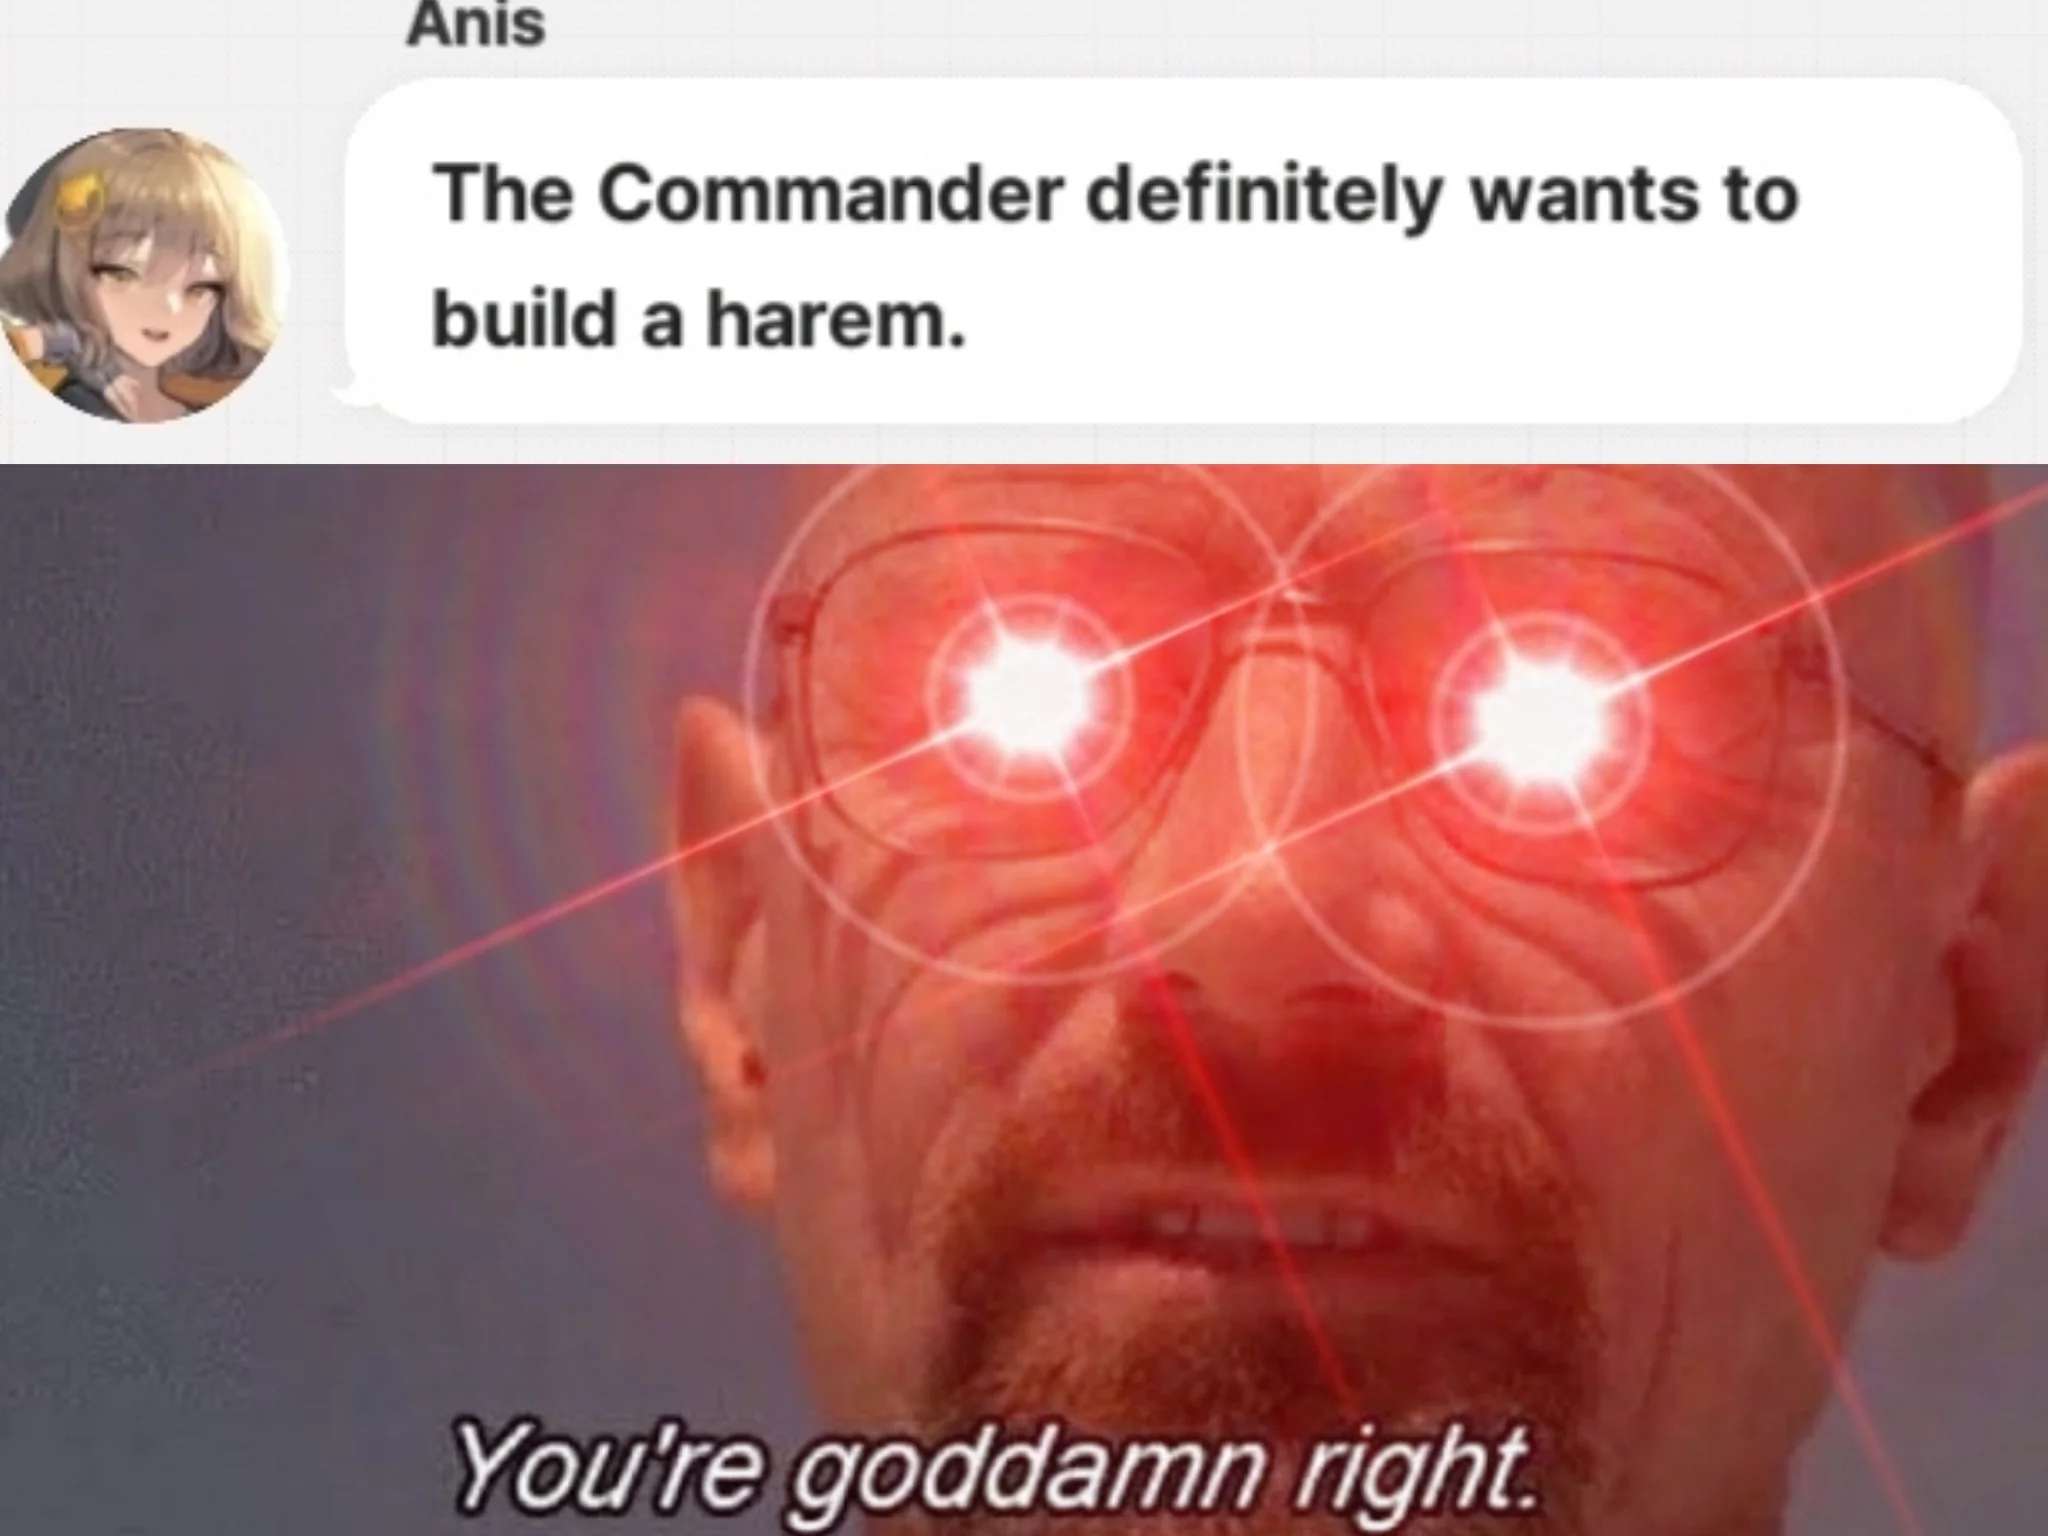 Anis
The Commander definitely wants to
build a harem.
You're goddamn right.